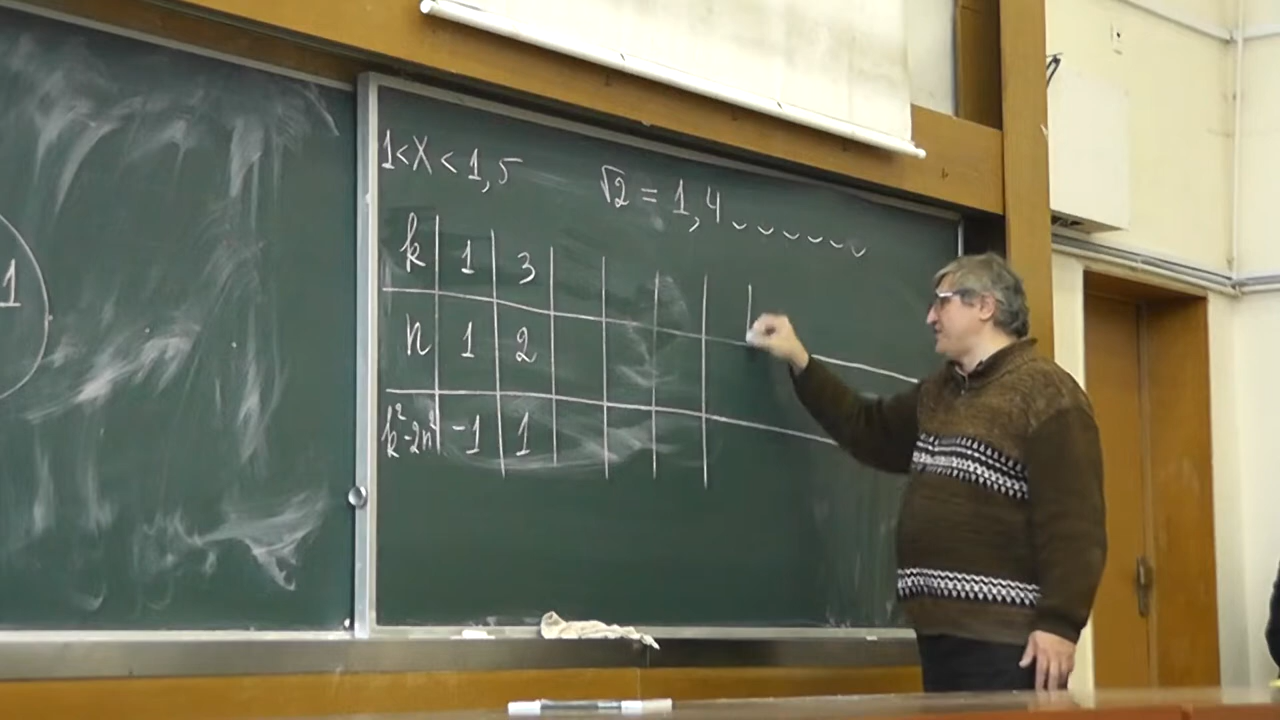 1
1<X<1,5
√2 = 1,4
k 1 3
n 1 2
k²-2n² -1 1